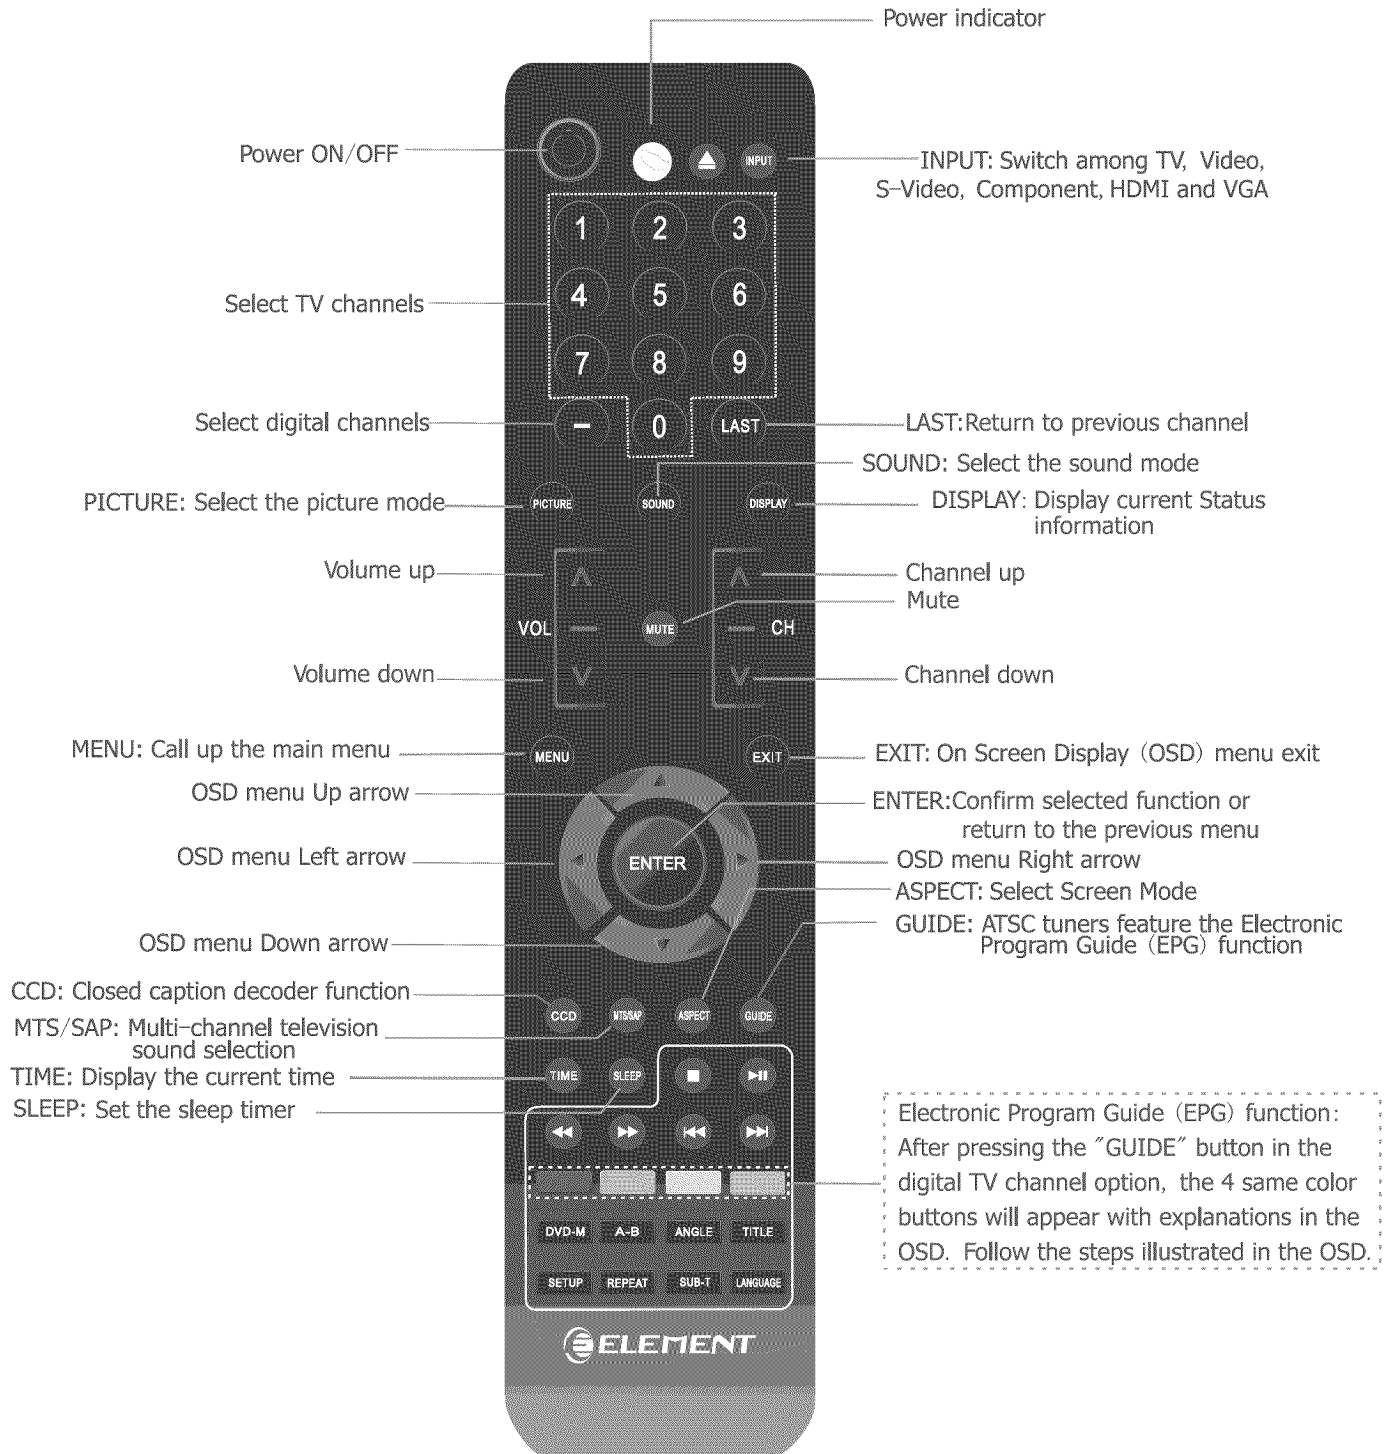 Power indicator
Power ON/OFF
INPUT
INPUT: Switch among TV, Video,
S-Video, Component, HDMI and VGA
1 2 3
Select TV channels
4 5 6
7 8 9
Select digital channels
- 0 LAST
LAST:Return to previous channel
SOUND: Select the sound mode
PICTURE: Select the picture mode
PICTURE SOUND DISPLAY
DISPLAY: Display current Status
information
Volume up
Channel up
Mute
VOL MUTE CH
Volume down
Channel down
MENU: Call up the main menu
MENU EXIT
EXIT: On Screen Display (OSD) menu exit
OSD menu Up arrow
ENTER:Confirm selected function or
return to the previous menu
OSD menu Left arrow
ENTER
OSD menu Right arrow
ASPECT: Select Screen Mode
GUIDE: ATSC tuners feature the Electronic
Program Guide (EPG) function
OSD menu Down arrow
CCD: Closed caption decoder function
CCD MTS/SAP ASPECT GUIDE
MTS/SAP: Multi-channel television
sound selection
TIME: Display the current time
TIME SLEEP
SLEEP: Set the sleep timer
Electronic Program Guide (EPG) function:
After pressing the "GUIDE" button in the
digital TV channel option, the 4 same color
buttons will appear with explanations in the
OSD. Follow the steps illustrated in the OSD.
DVD-M A-B ANGLE TITLE
SETUP REPEAT SUB-T LANGUAGE
ELEMENT